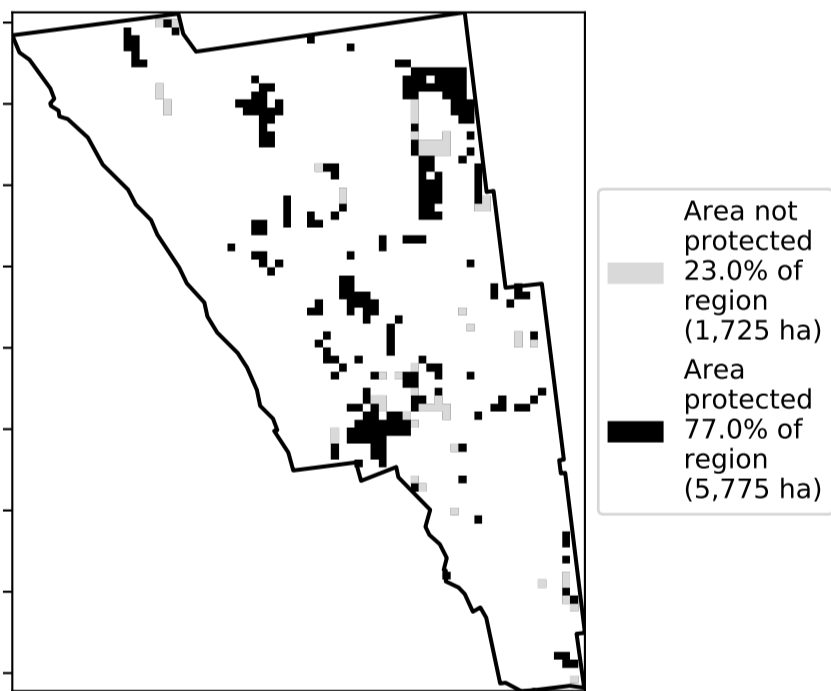 Area not
protected
23.0% of
region
(1,725 ha)
Area
protected
77.0% of
region
(5,775 ha)